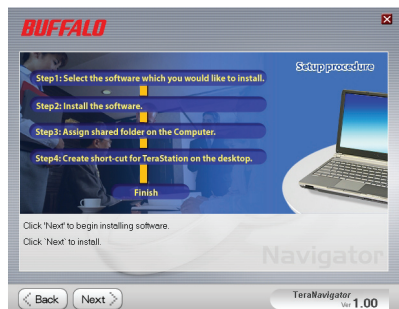 BUFFALO
Setup procedure
Step1: Select the software which you would like to install.
Step2: Install the software.
Step3: Assign shared folder on the Computer.
Step4: Create short-cut for TeraStation on the desktop.
Finish
Click 'Next' to begin installing software.
Click `Next` to install.
Navigator
Back
Next
TeraNavigator
Ver 1.00